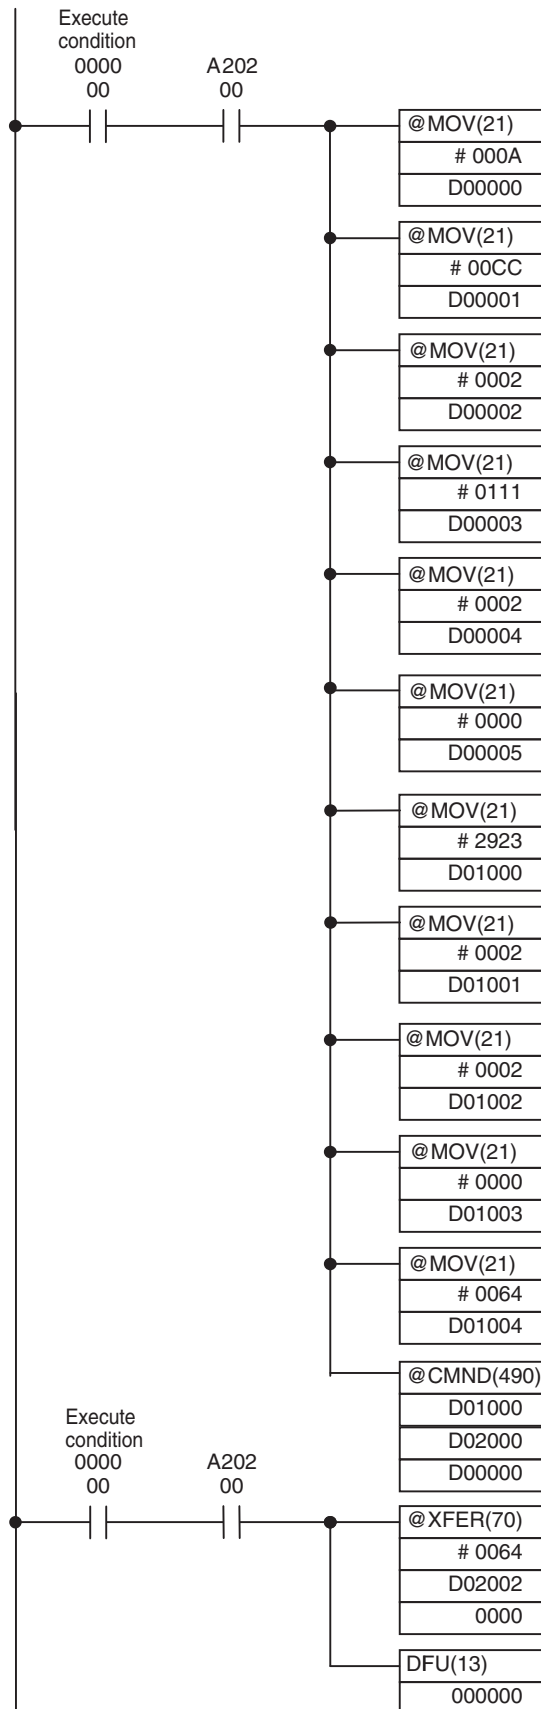 Execute
condition
0000
00
A202
00
@MOV(21)
# 000A
D00000
@MOV(21)
# 00CC
D00001
@MOV(21)
# 0002
D00002
@MOV(21)
# 0111
D00003
@MOV(21)
# 0002
D00004
@MOV(21)
# 0000
D00005
@MOV(21)
# 2923
D01000
@MOV(21)
# 0002
D01001
@MOV(21)
# 0002
D01002
@MOV(21)
# 0000
D01003
@MOV(21)
# 0064
D01004
@CMND(490)
D01000
D02000
D00000
Execute
condition
0000
00
A202
00
@XFER(70)
# 0064
D02002
0000
DFU(13)
000000